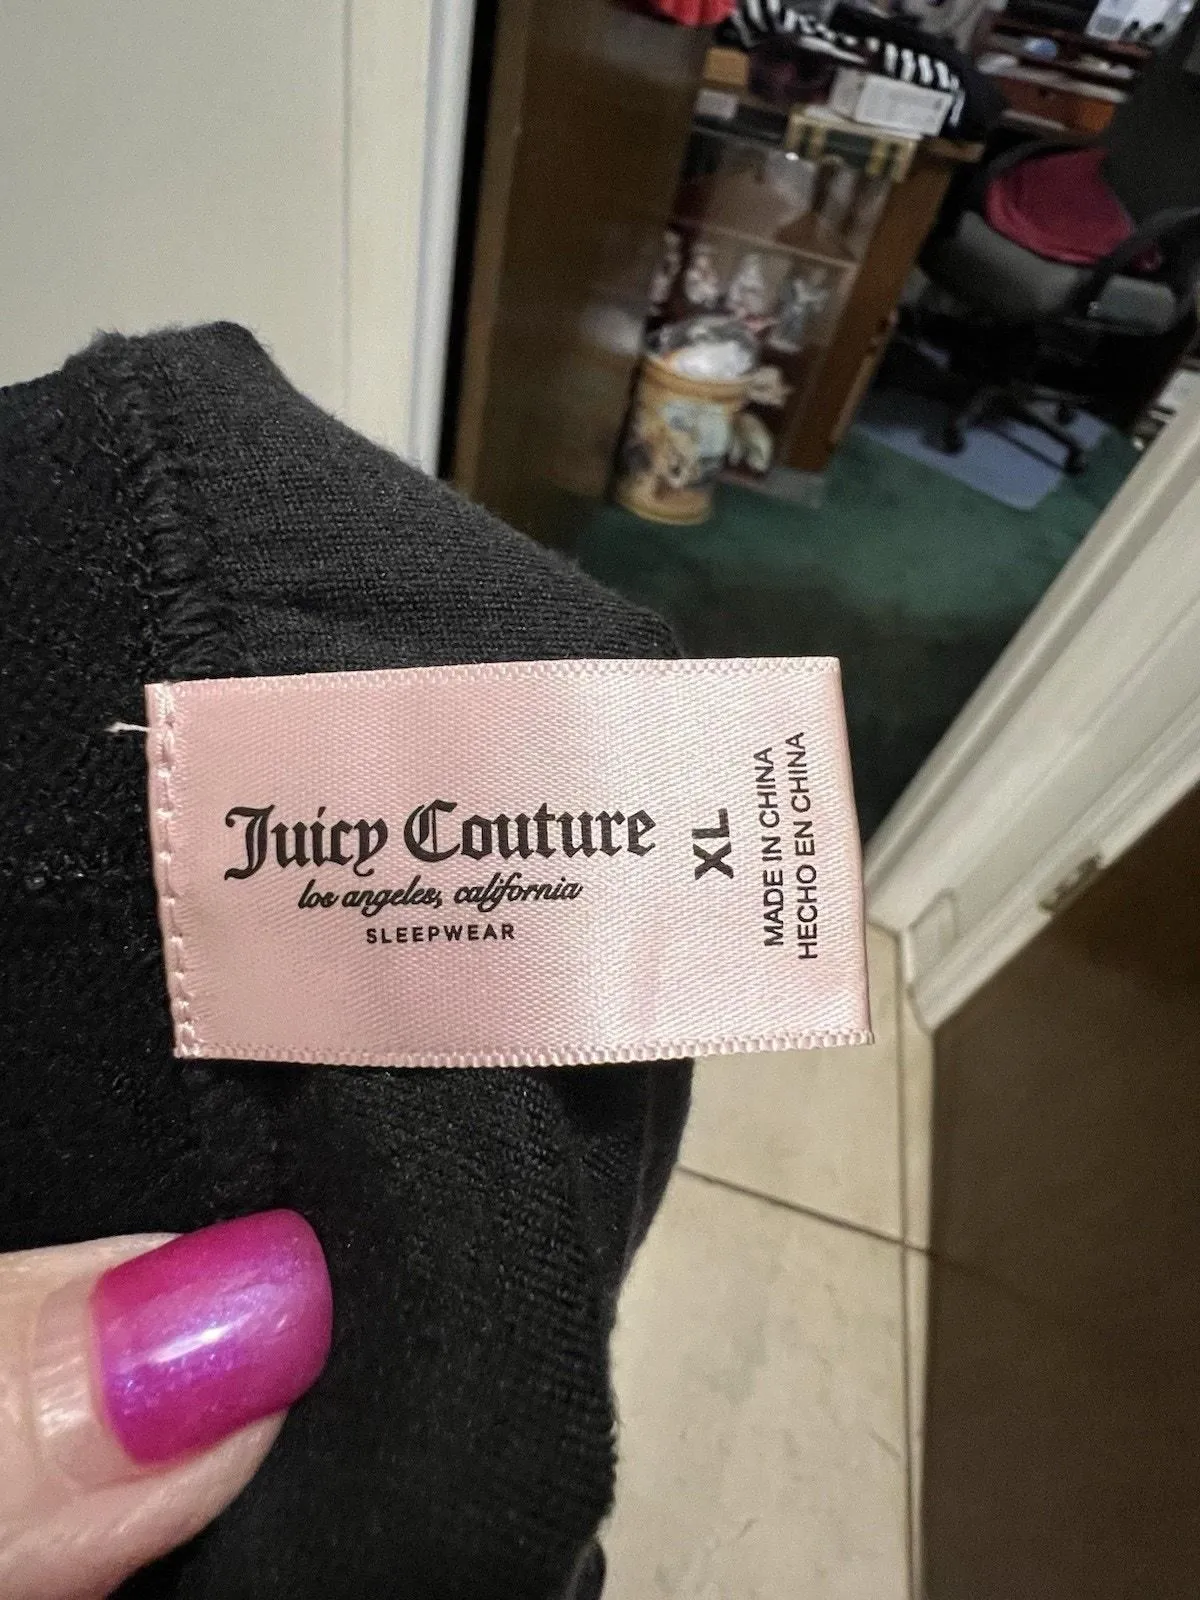 Juicy Couture
los angeles, california
SLEEPWEAR
XL
MADE IN CHINA
HECHO EN CHINA